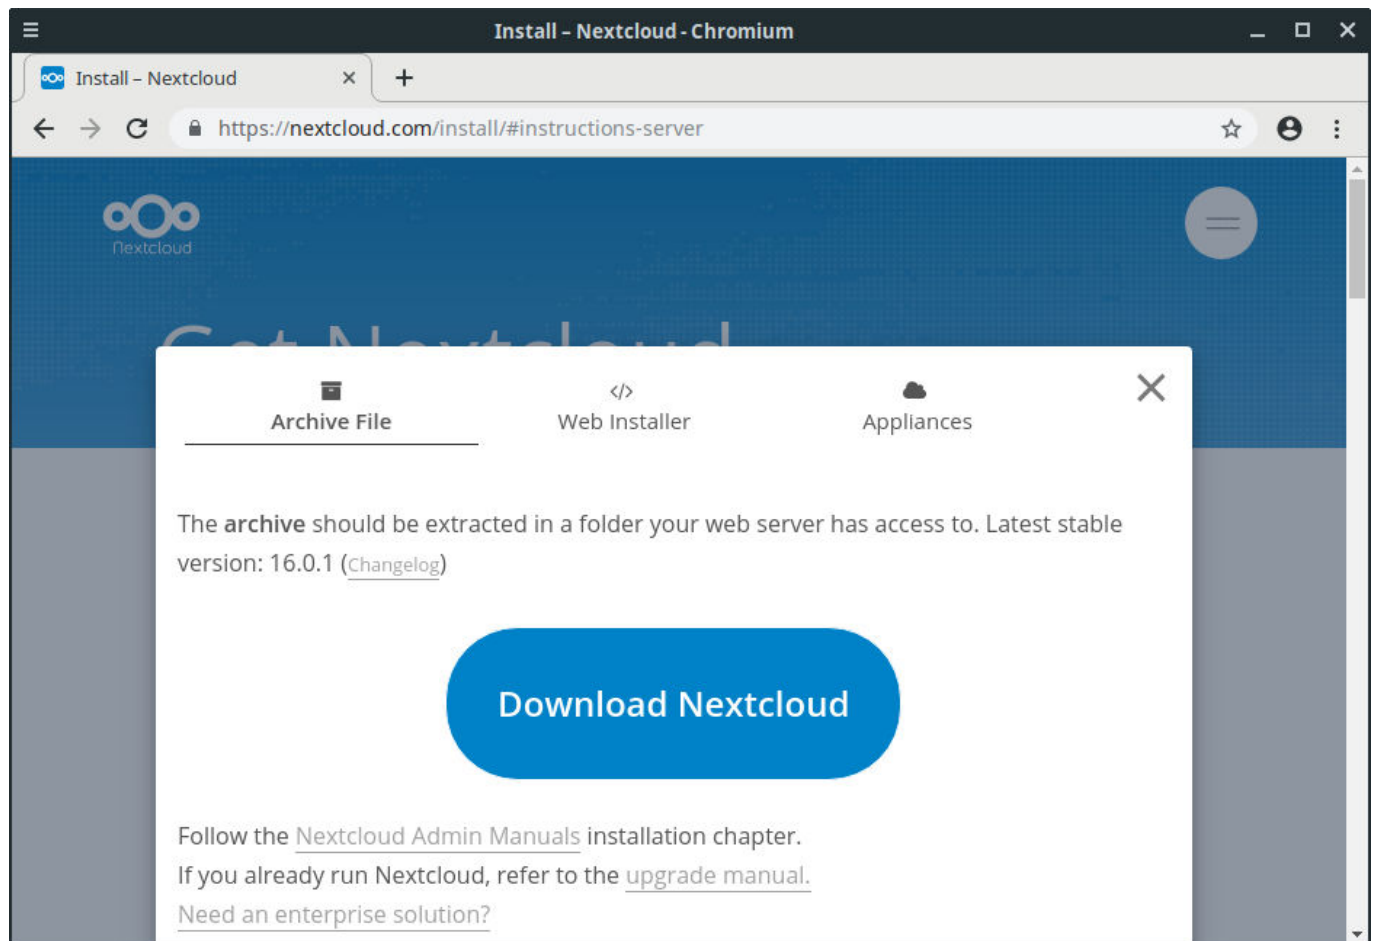 Install – Nextcloud - Chromium
Install – Nextcloud
https://nextcloud.com/install/#instructions-server
Nextcloud
Get Nextcloud
Archive File
</>
Web Installer
Appliances
The archive should be extracted in a folder your web server has access to. Latest stable
version: 16.0.1 (Changelog)
Download Nextcloud
Follow the Nextcloud Admin Manuals installation chapter.
If you already run Nextcloud, refer to the upgrade manual.
Need an enterprise solution?